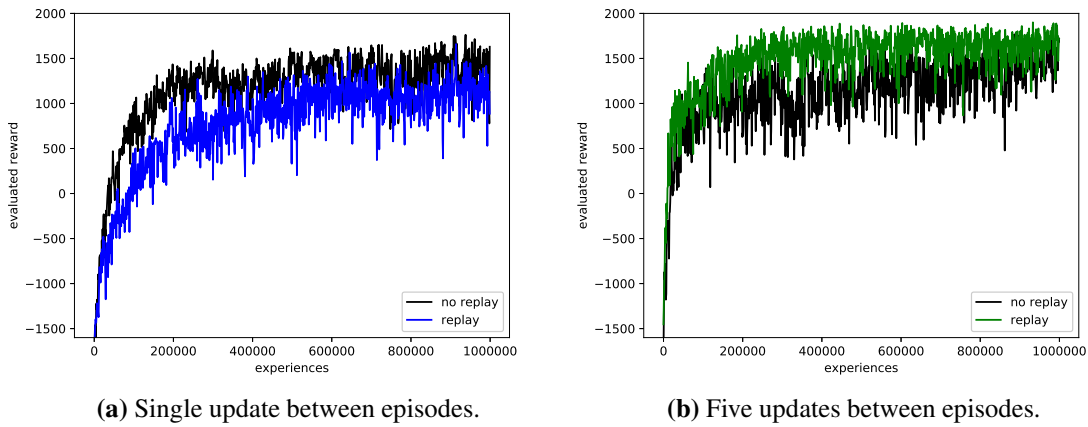 2000
1500
1000
500
0
−500
−1000
−1500
evaluated reward
0 200000 400000 600000 800000 1000000
experiences
no replay
replay
(a) Single update between episodes.
2000
1500
1000
500
0
−500
−1000
−1500
evaluated reward
0 200000 400000 600000 800000 1000000
experiences
no replay
replay
(b) Five updates between episodes.